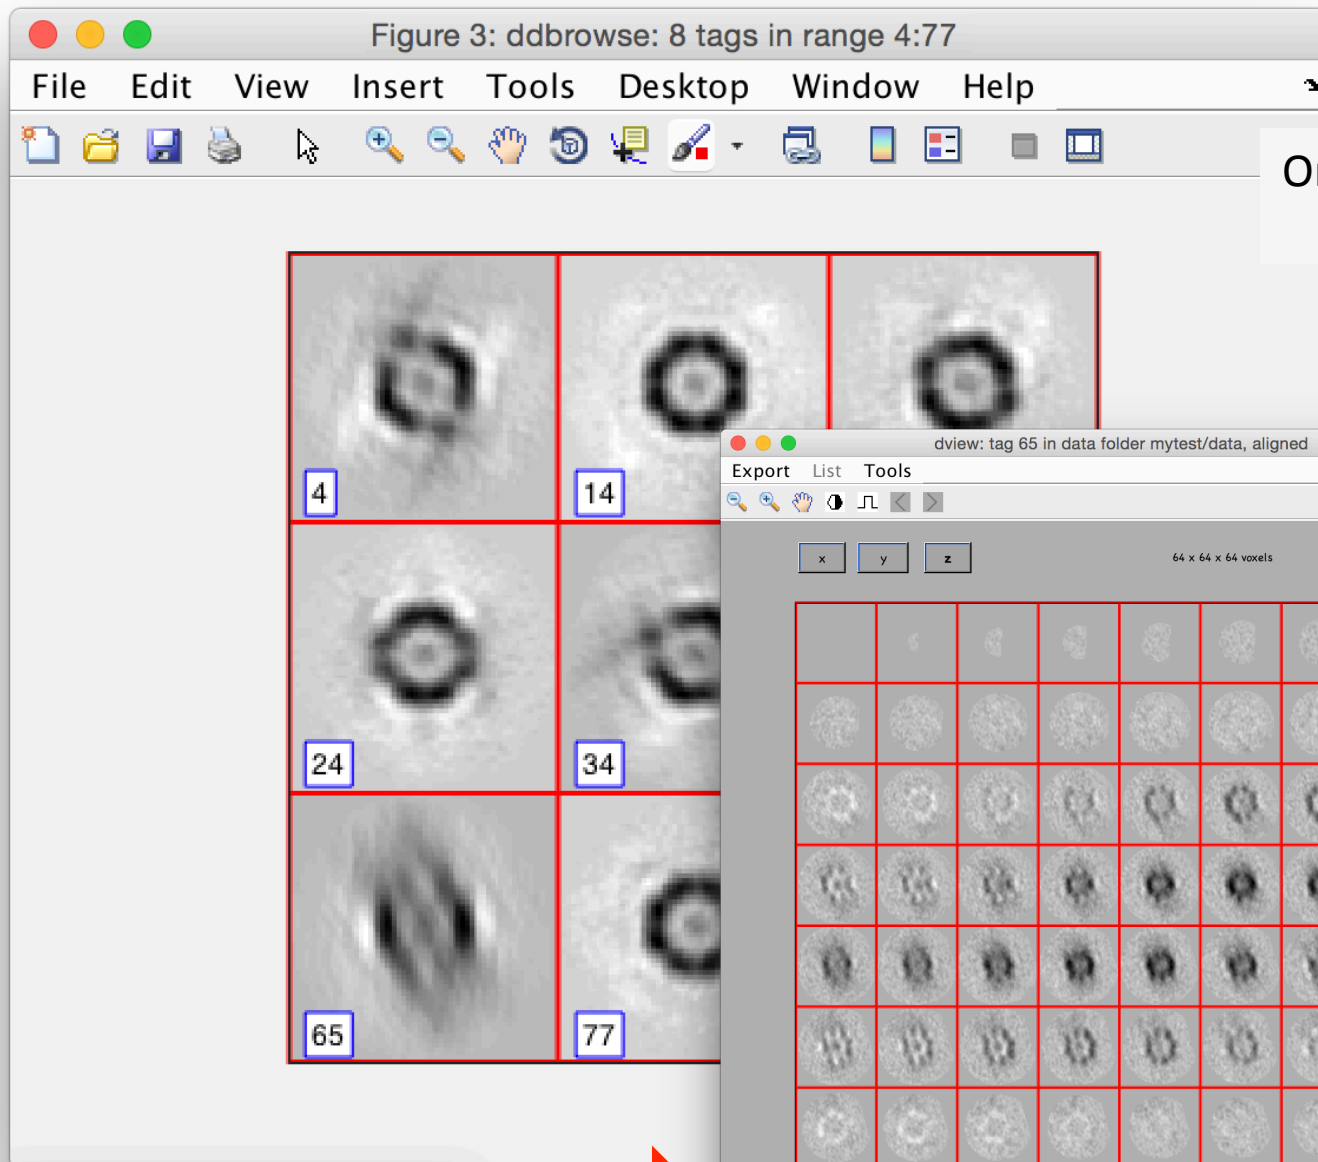 Figure 3: ddbrowse: 8 tags in range 4:77
File Edit View Insert Tools Desktop Window Help
4
14
24
34
65
77
dview: tag 65 in data folder mytest/data, aligned
Export List Tools
x y z
64 x 64 x 64 voxels